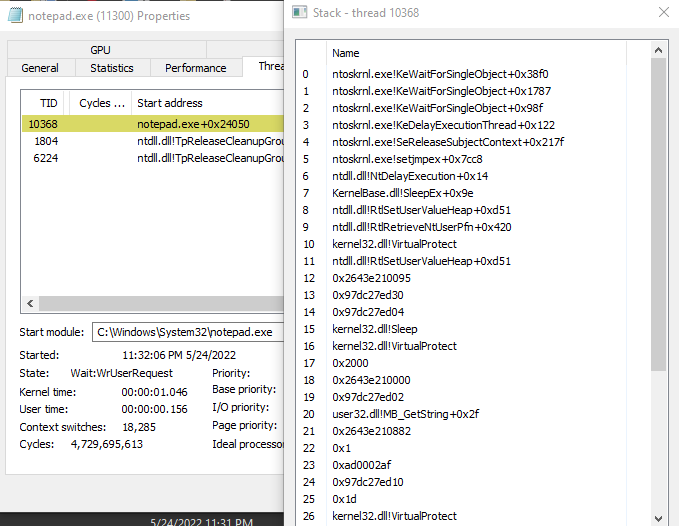 notepad.exe (11300) Properties
GPU
General Statistics Performance Thre
TID Cycles ... Start address
10368 notepad.exe+0x24050
1804 ntdll.dll!TpReleaseCleanupGrou
6224 ntdll.dll!TpReleaseCleanupGrou
Start module: C:\Windows\System32\notepad.exe
Started: 11:32:06 PM 5/24/2022
State: Wait:WrUserRequest Priority:
Kernel time: 00:00:01.046 Base priority:
User time: 00:00:00.156 I/O priority:
Context switches: 18,285 Page priority:
Cycles: 4,729,695,613 Ideal processor
5/24/2022 11:31 PM
Stack - thread 10368
Name
0 ntoskrnl.exe!KeWaitForSingleObject+0x38f0
1 ntoskrnl.exe!KeWaitForSingleObject+0x1787
2 ntoskrnl.exe!KeWaitForSingleObject+0x98f
3 ntoskrnl.exe!KeDelayExecutionThread+0x122
4 ntoskrnl.exe!SeReleaseSubjectContext+0x217f
5 ntoskrnl.exe!setjmpex+0x7cc8
6 ntdll.dll!NtDelayExecution+0x14
7 KernelBase.dll!SleepEx+0x9e
8 ntdll.dll!RtlSetUserValueHeap+0xd51
9 ntdll.dll!RtlRetrieveNtUserPfn+0x420
10 kernel32.dll!VirtualProtect
11 ntdll.dll!RtlSetUserValueHeap+0xd51
12 0x2643e210095
13 0x97dc27ed30
14 0x97dc27ed04
15 kernel32.dll!Sleep
16 kernel32.dll!VirtualProtect
17 0x2000
18 0x2643e210000
19 0x97dc27ed02
20 user32.dll!MB_GetString+0x2f
21 0x2643e210882
22 0x1
23 0xad0002af
24 0x97dc27ed10
25 0x1d
26 kernel32.dll!VirtualProtect